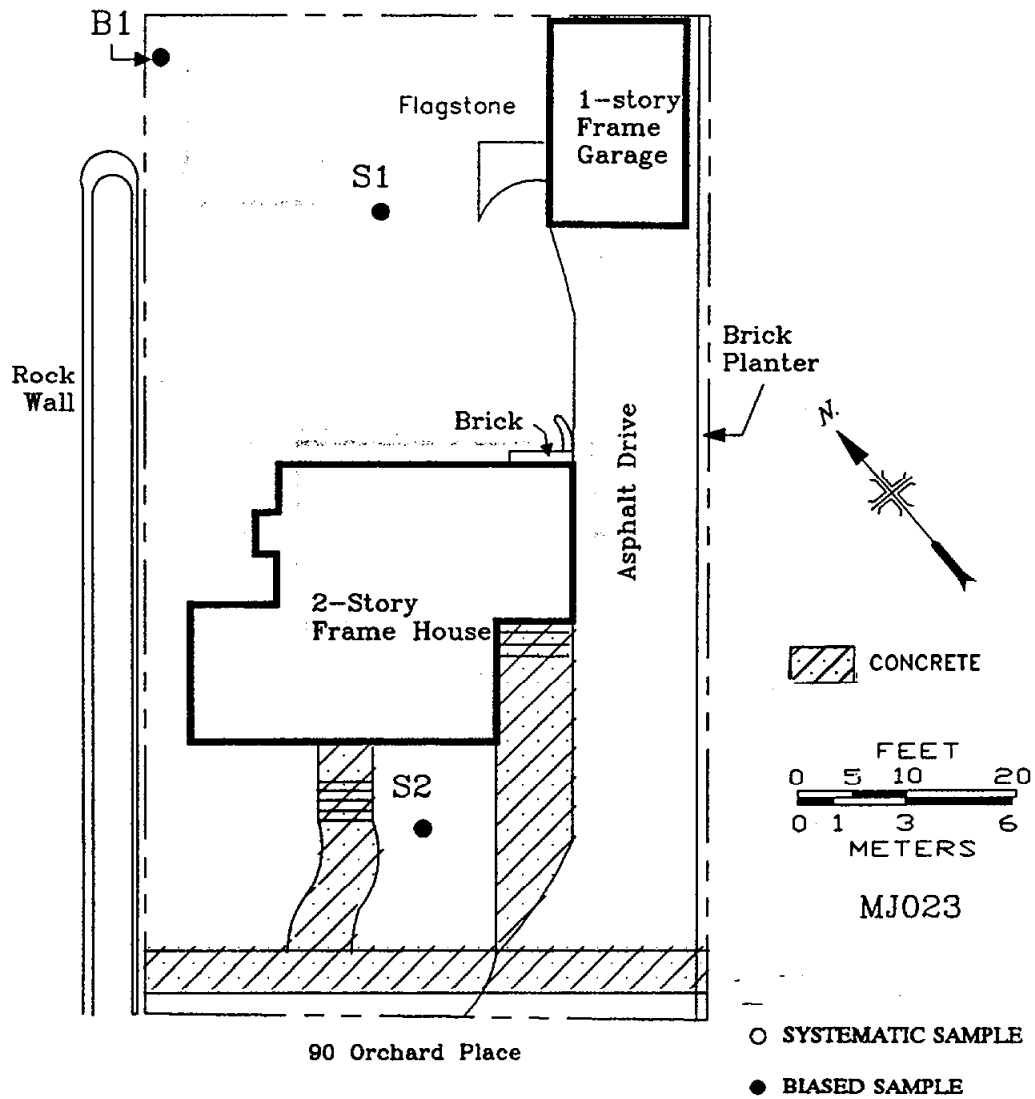 B1
Flagstone
1-story
Frame
Garage
S1
Rock
Wall
Brick
Planter
Brick
Asphalt Drive
N.
2-Story
Frame House
CONCRETE
FEET
0 5 10 20
0 1 3 6
METERS
S2
MJ023
90 Orchard Place
SYSTEMATIC SAMPLE
BIASED SAMPLE